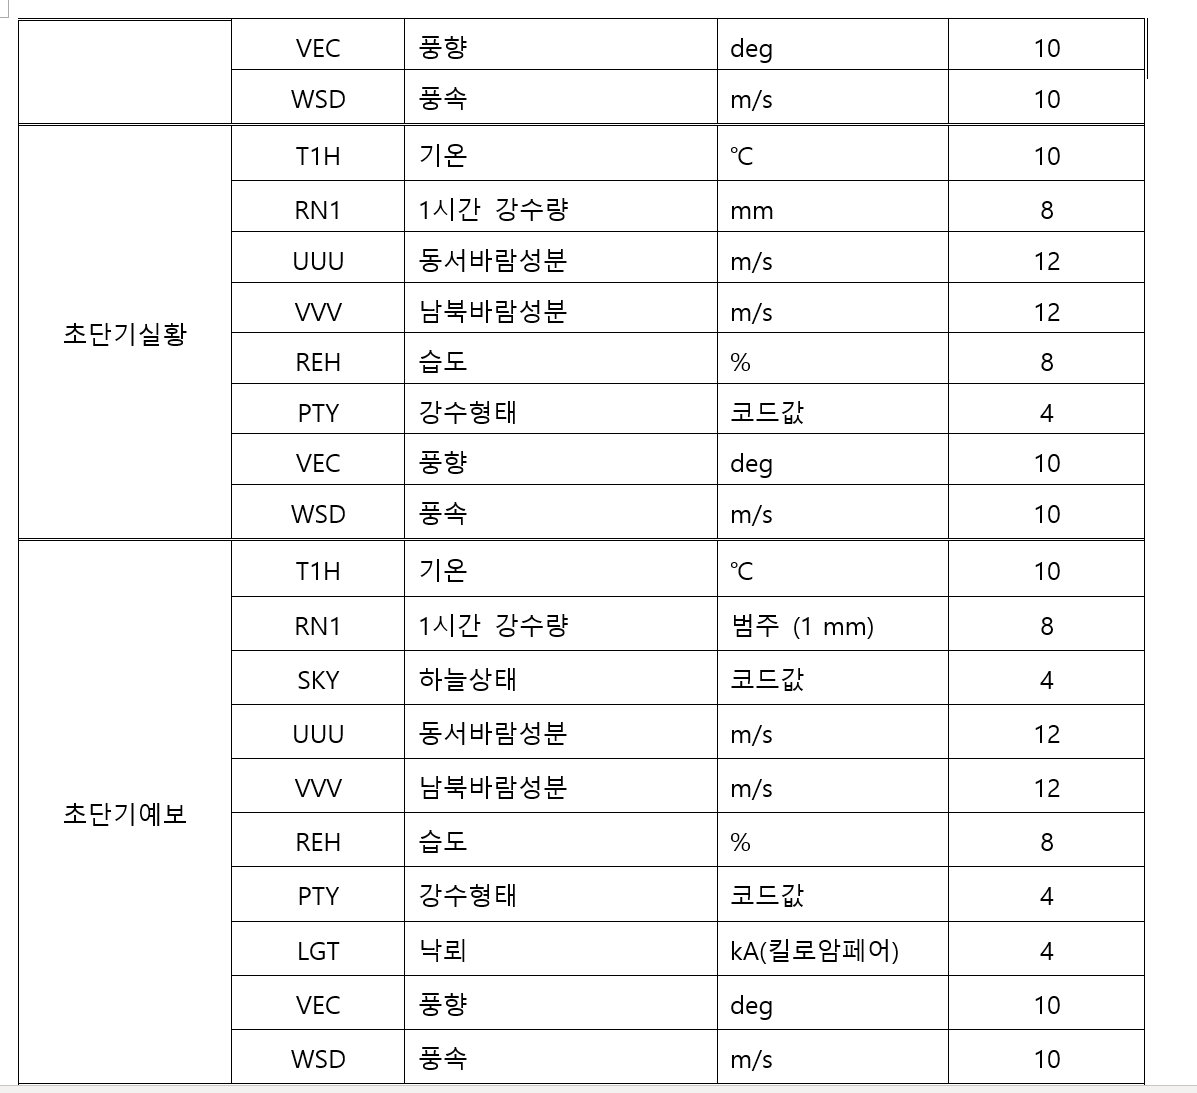 VEC 풍향 deg 10
WSD 풍속 m/s 10
초단기실황
T1H 기온 ℃ 10
RN1 1시간 강수량 mm 8
UUU 동서바람성분 m/s 12
VVV 남북바람성분 m/s 12
REH 습도 % 8
PTY 강수형태 코드값 4
VEC 풍향 deg 10
WSD 풍속 m/s 10
초단기예보
T1H 기온 ℃ 10
RN1 1시간 강수량 범주 (1 mm) 8
SKY 하늘상태 코드값 4
UUU 동서바람성분 m/s 12
VVV 남북바람성분 m/s 12
REH 습도 % 8
PTY 강수형태 코드값 4
LGT 낙뢰 kA(킬로암페어) 4
VEC 풍향 deg 10
WSD 풍속 m/s 10